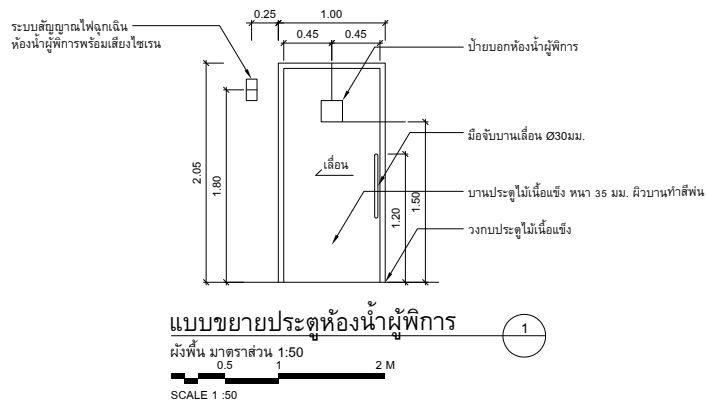 0.25
1.00
ระบบสัญญาณไฟฉุกเฉิน
ห้องน้ำผู้พิการพร้อมเสียงไซเรน
0.45
0.45
ป้ายบอกห้องน้ำผู้พิการ
มือจับบานเลื่อน Ø30มม.
2.05
1.80
เลื่อน
1.20
1.50
บานประตูไม้เนื้อแข็ง หนา 35 มม. ผิวบานทำสีพ่น
วงกบประตูไม้เนื้อแข็ง
แบบขยายประตูห้องน้ำผู้พิการ
1
ผังพื้น มาตราส่วน 1:50
0.5
1
2 M
SCALE 1 :50